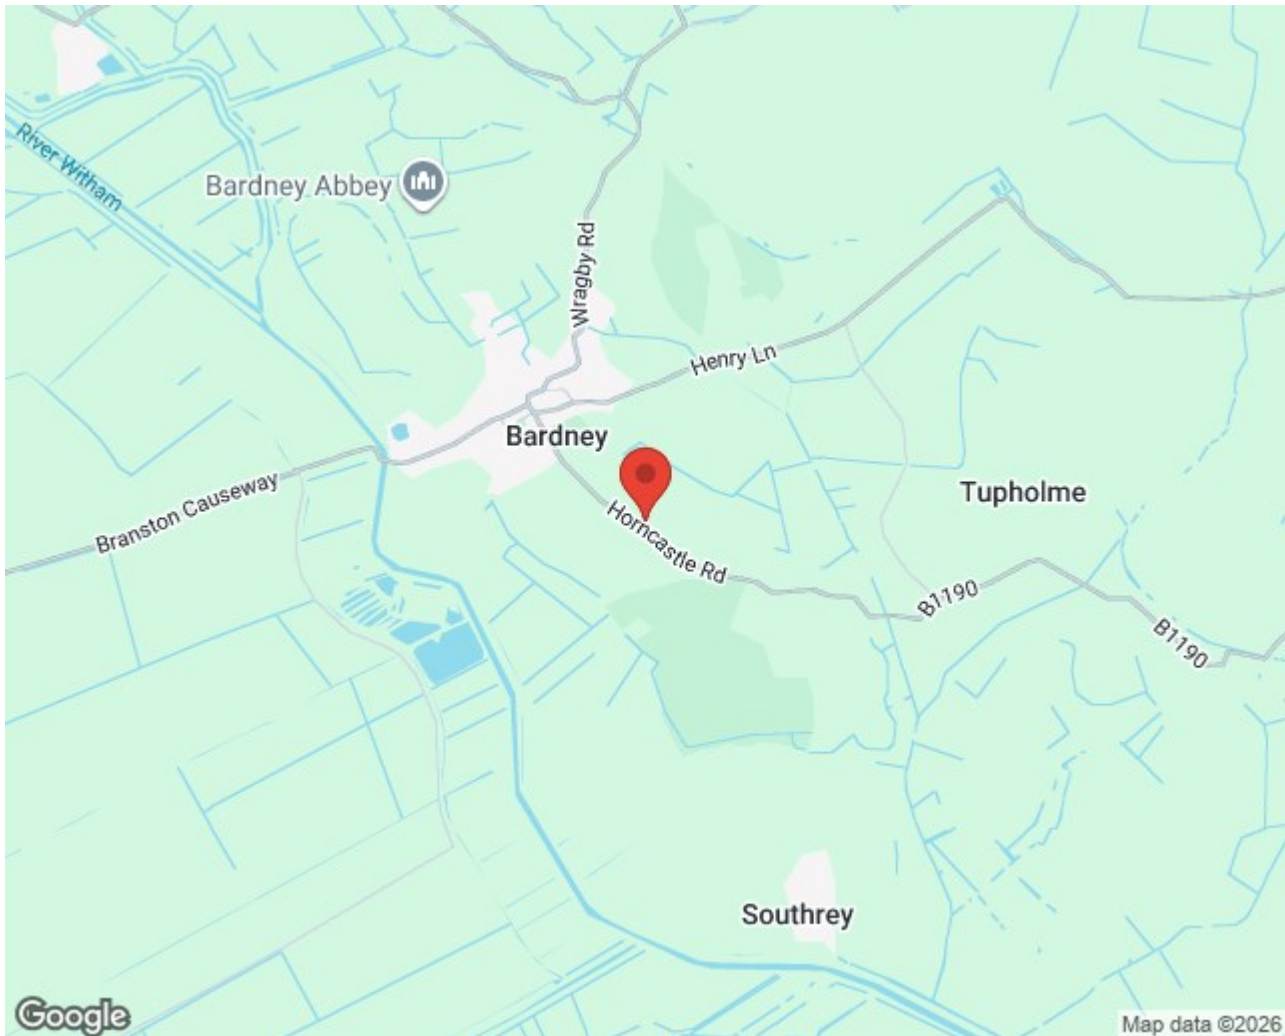 River Witham
Bardney Abbey
Wragby Rd
Henry Ln
Bardney
Tupholme
Branston Causeway
Horncastle Rd
B1190
B1190
Southrey
Google
Map data ©2026